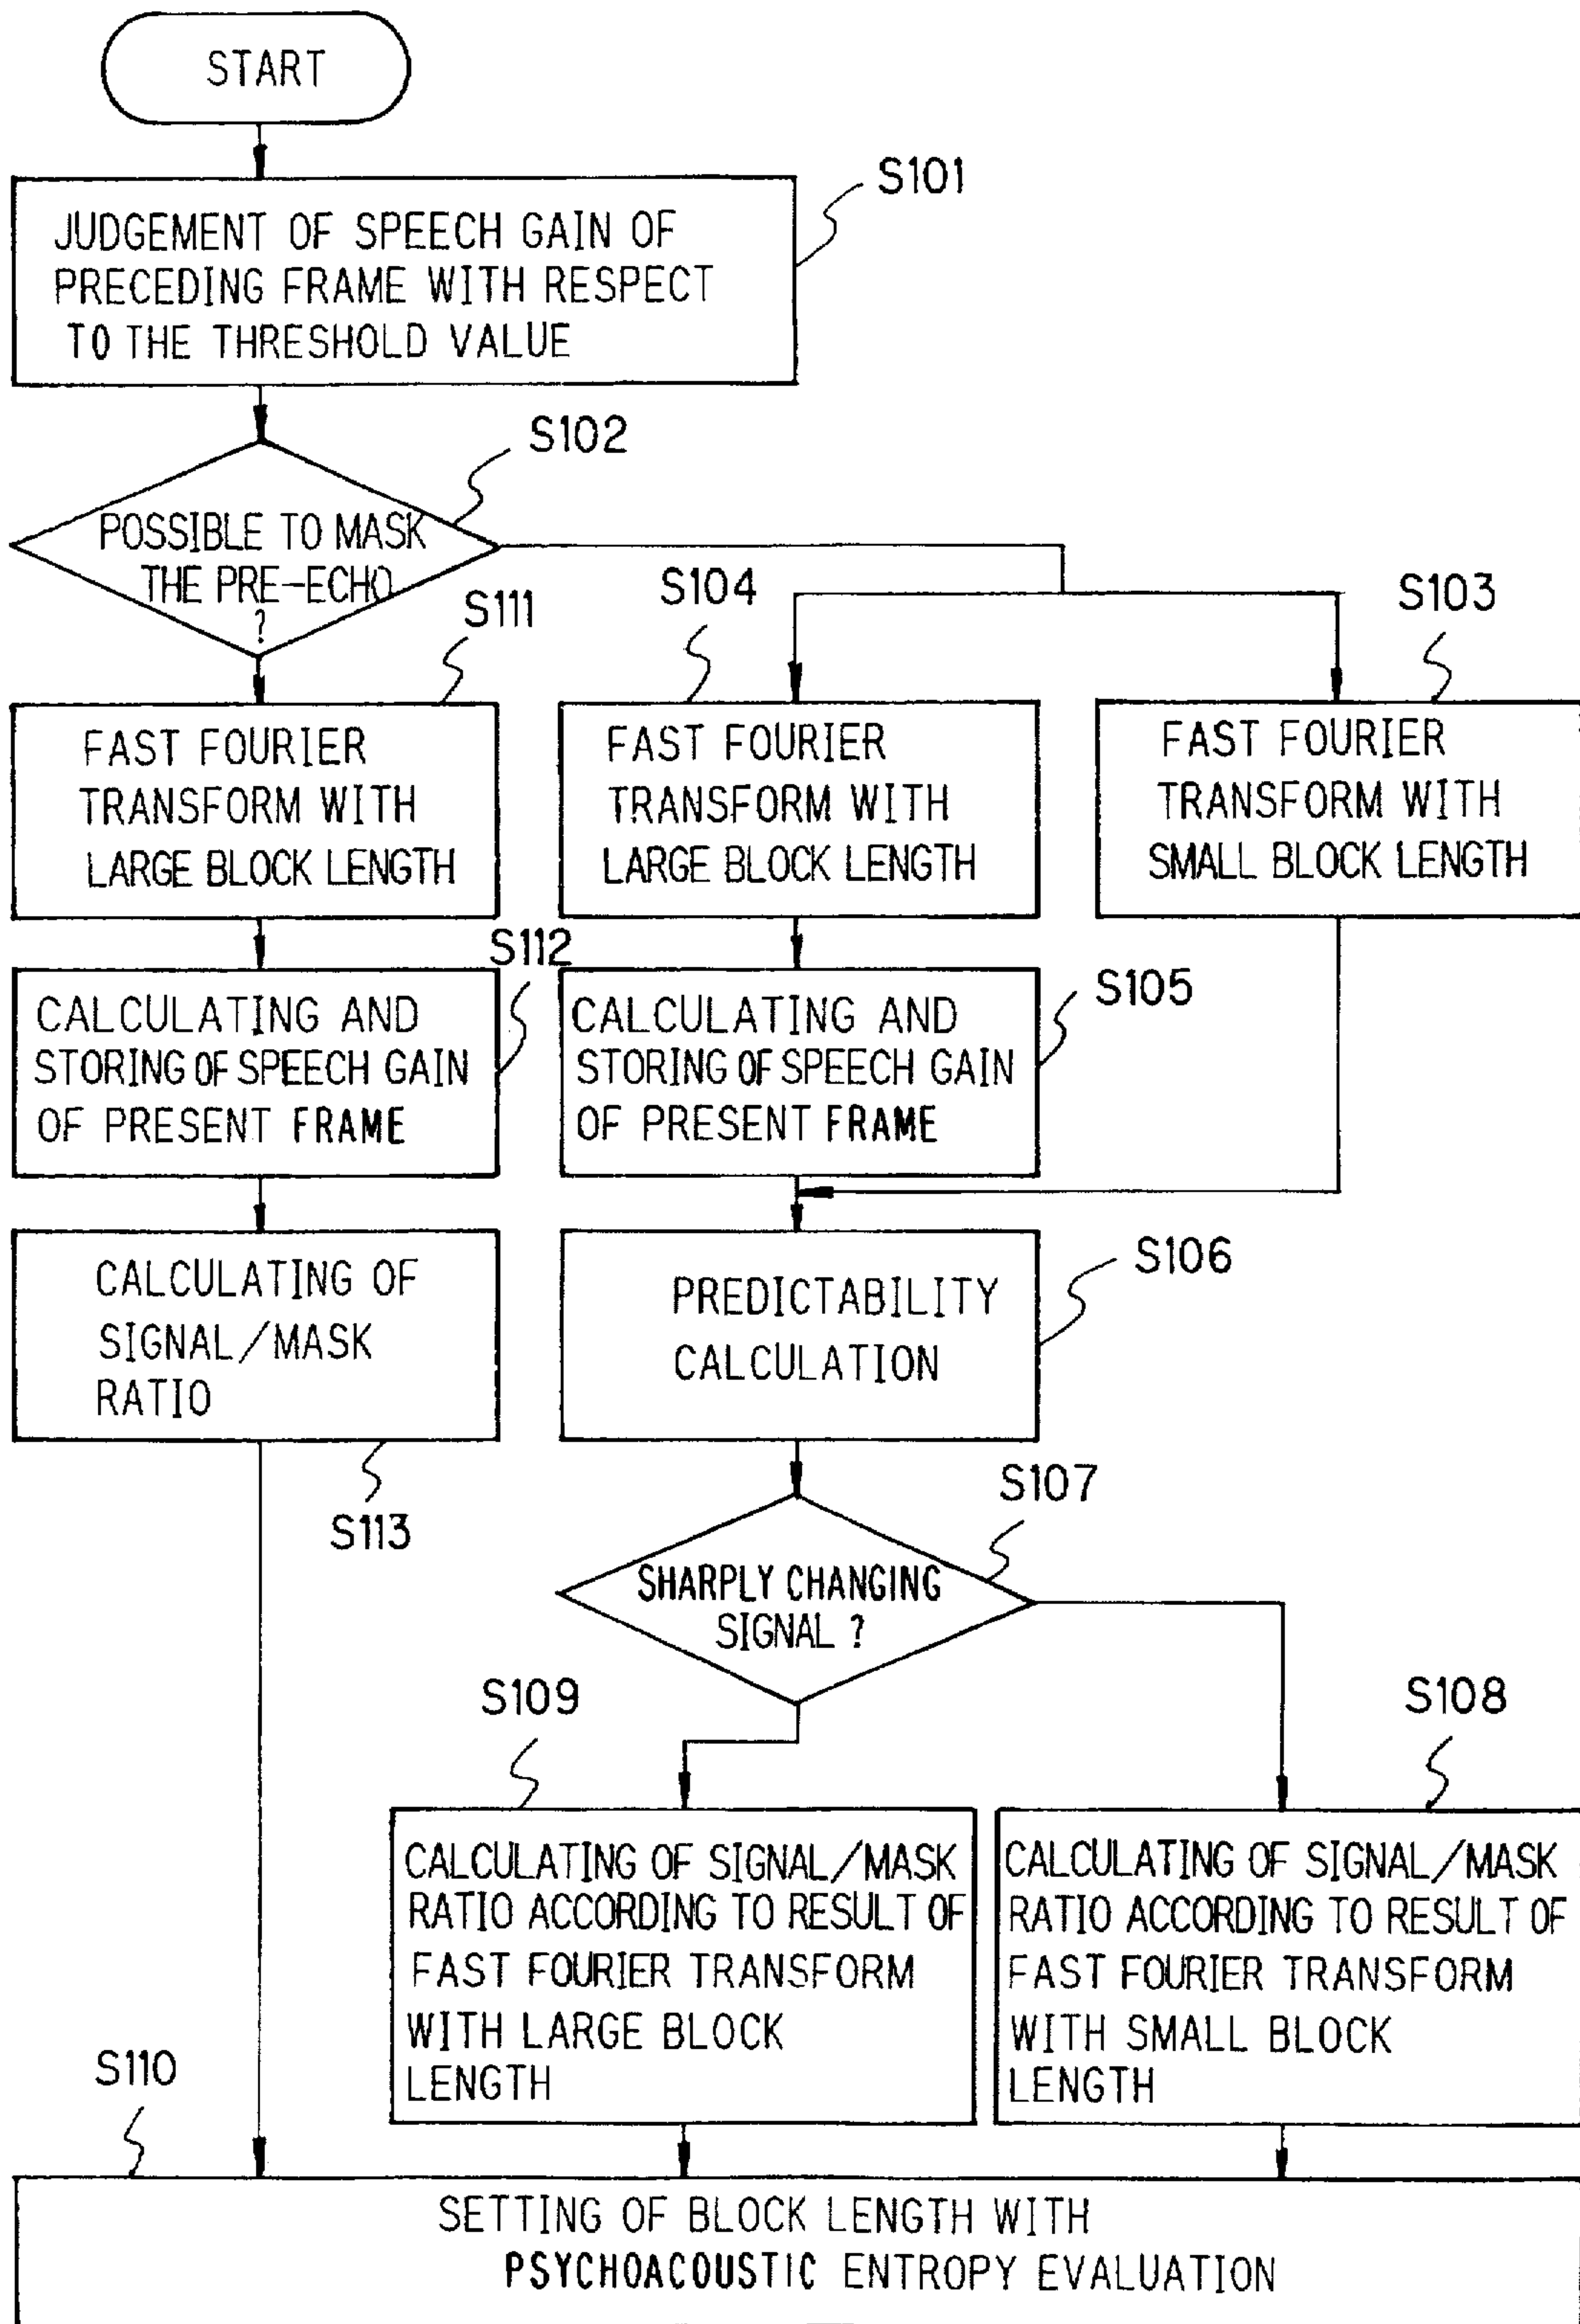 START
S101
JUDGEMENT OF SPEECH GAIN OF
PRECEDING FRAME WITH RESPECT
TO THE THRESHOLD VALUE
S102
POSSIBLE TO MASK
THE PRE-ECHO
?
S111
S104
S103
FAST FOURIER
TRANSFORM WITH
LARGE BLOCK LENGTH
FAST FOURIER
TRANSFORM WITH
LARGE BLOCK LENGTH
FAST FOURIER
TRANSFORM WITH
SMALL BLOCK LENGTH
S112
CALCULATING AND
STORING OF SPEECH GAIN
OF PRESENT FRAME
S105
CALCULATING AND
STORING OF SPEECH GAIN
OF PRESENT FRAME
CALCULATING OF
SIGNAL/MASK
RATIO
S113
S106
PREDICTABILITY
CALCULATION
S107
SHARPLY CHANGING
SIGNAL ?
S109
S108
CALCULATING OF SIGNAL/MASK
RATIO ACCORDING TO RESULT OF
FAST FOURIER TRANSFORM
WITH LARGE BLOCK
LENGTH
CALCULATING OF SIGNAL/MASK
RATIO ACCORDING TO RESULT OF
FAST FOURIER TRANSFORM
WITH SMALL BLOCK
LENGTH
S110
SETTING OF BLOCK LENGTH WITH
PSYCHOACOUSTIC ENTROPY EVALUATION